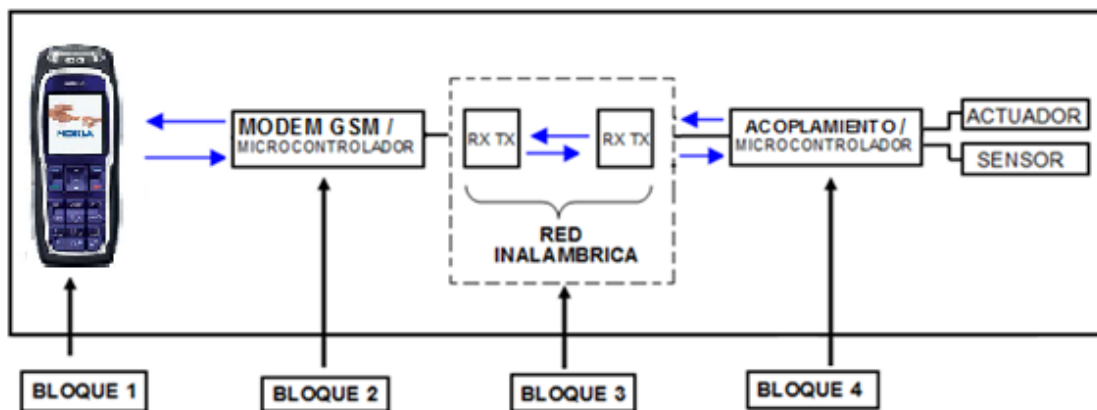 NOKIA
MODEM GSM /
MICROCONTROLADOR
RX TX
RX TX
RED
INALAMBRICA
ACOPLAMIENTO /
MICROCONTROLADOR
ACTUADOR
SENSOR
BLOQUE 1
BLOQUE 2
BLOQUE 3
BLOQUE 4